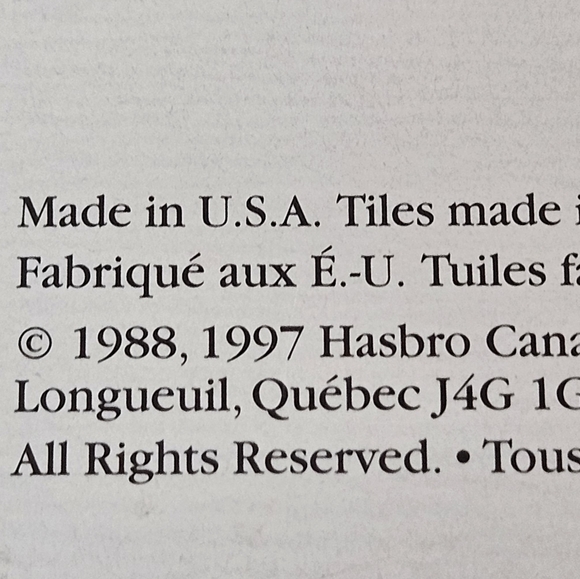 Made in U.S.A. Tiles made
Fabriqué aux É.-U. Tuiles
© 1988, 1997 Hasbro
Longueuil, Québec J4G
All Rights Reserved. • Tous